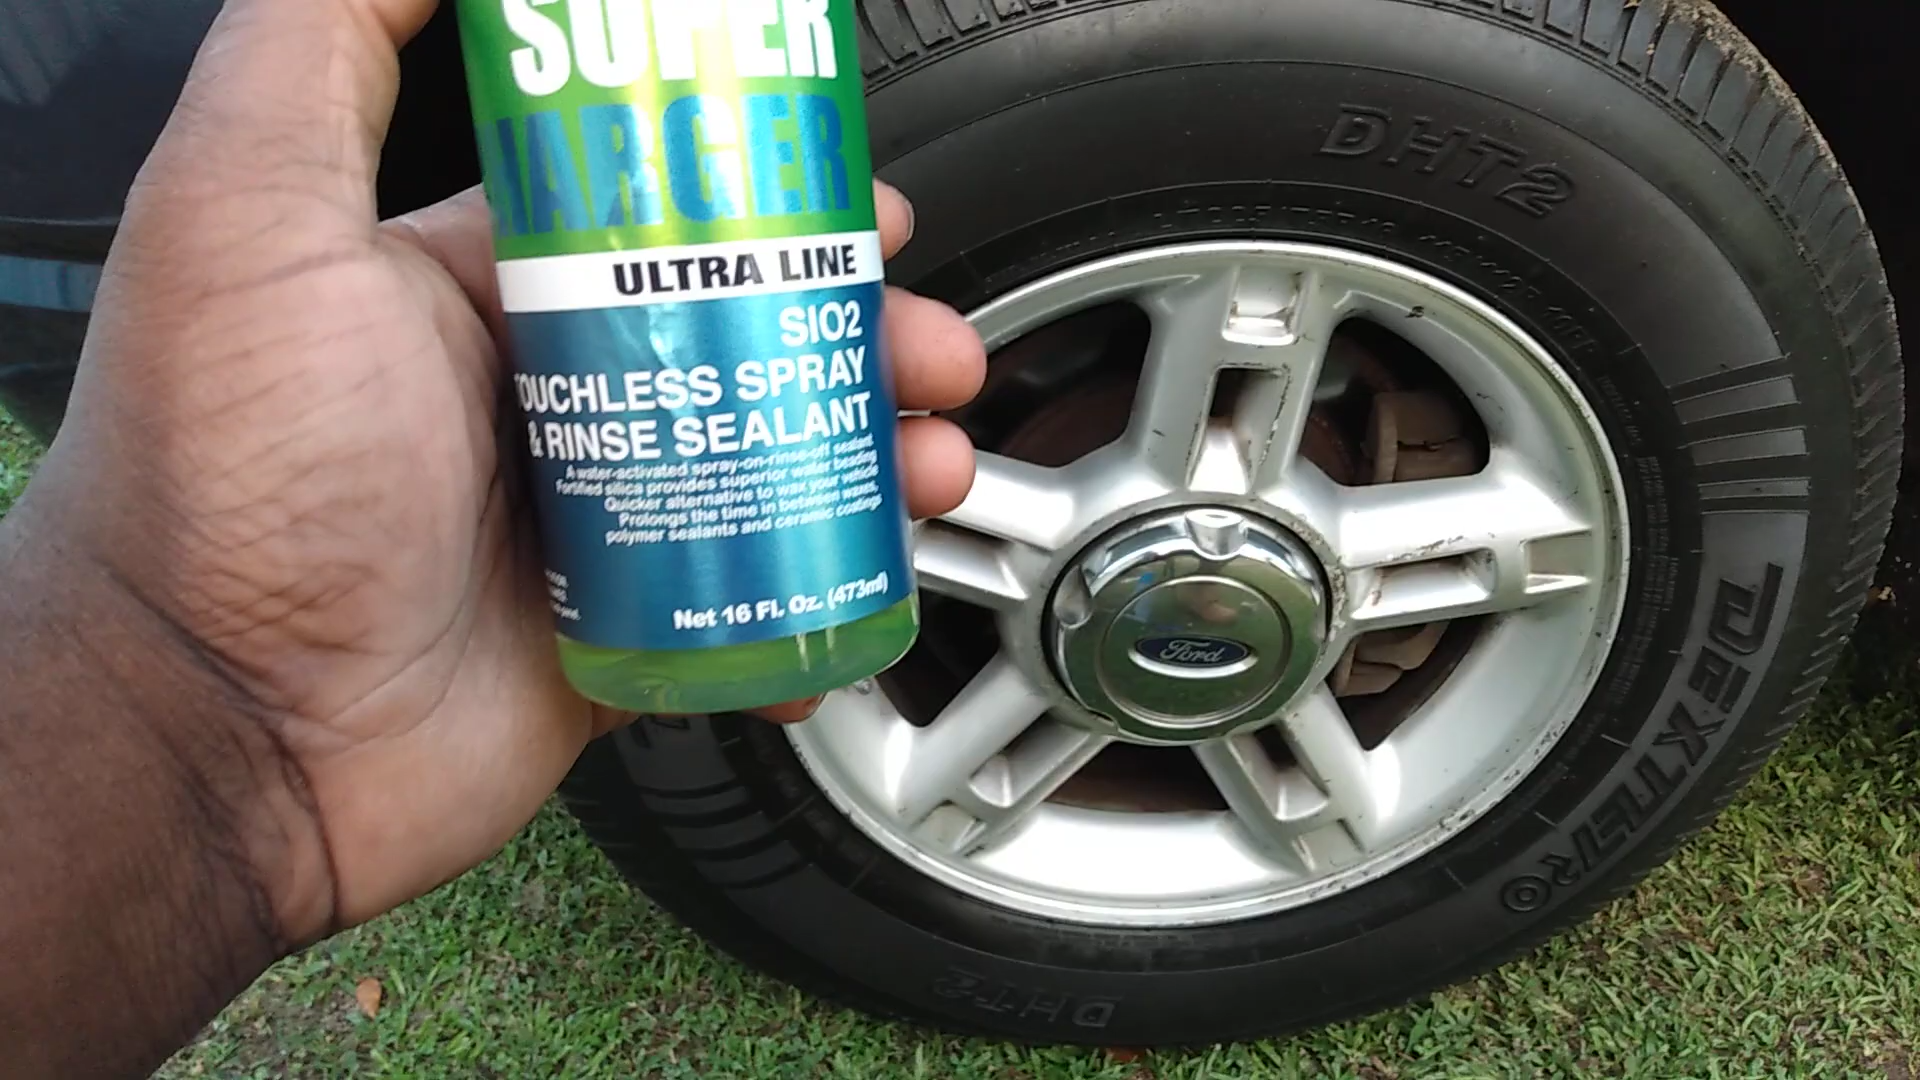 SUPER
HARGER
ULTRA LINE
SIO2
OUCHLESS SPRAY
& RINSE SEALANT
A water-activated spray-on-rinse-off sealant
Fortified silica provides superior water beading
Quicker alternative to wax your vehicle
Prolongs the time in between waxes,
polymer sealants and ceramic coatings
Net 16 Fl. Oz. (473ml)
DHT2
Ford
DEXTERO
DHT2